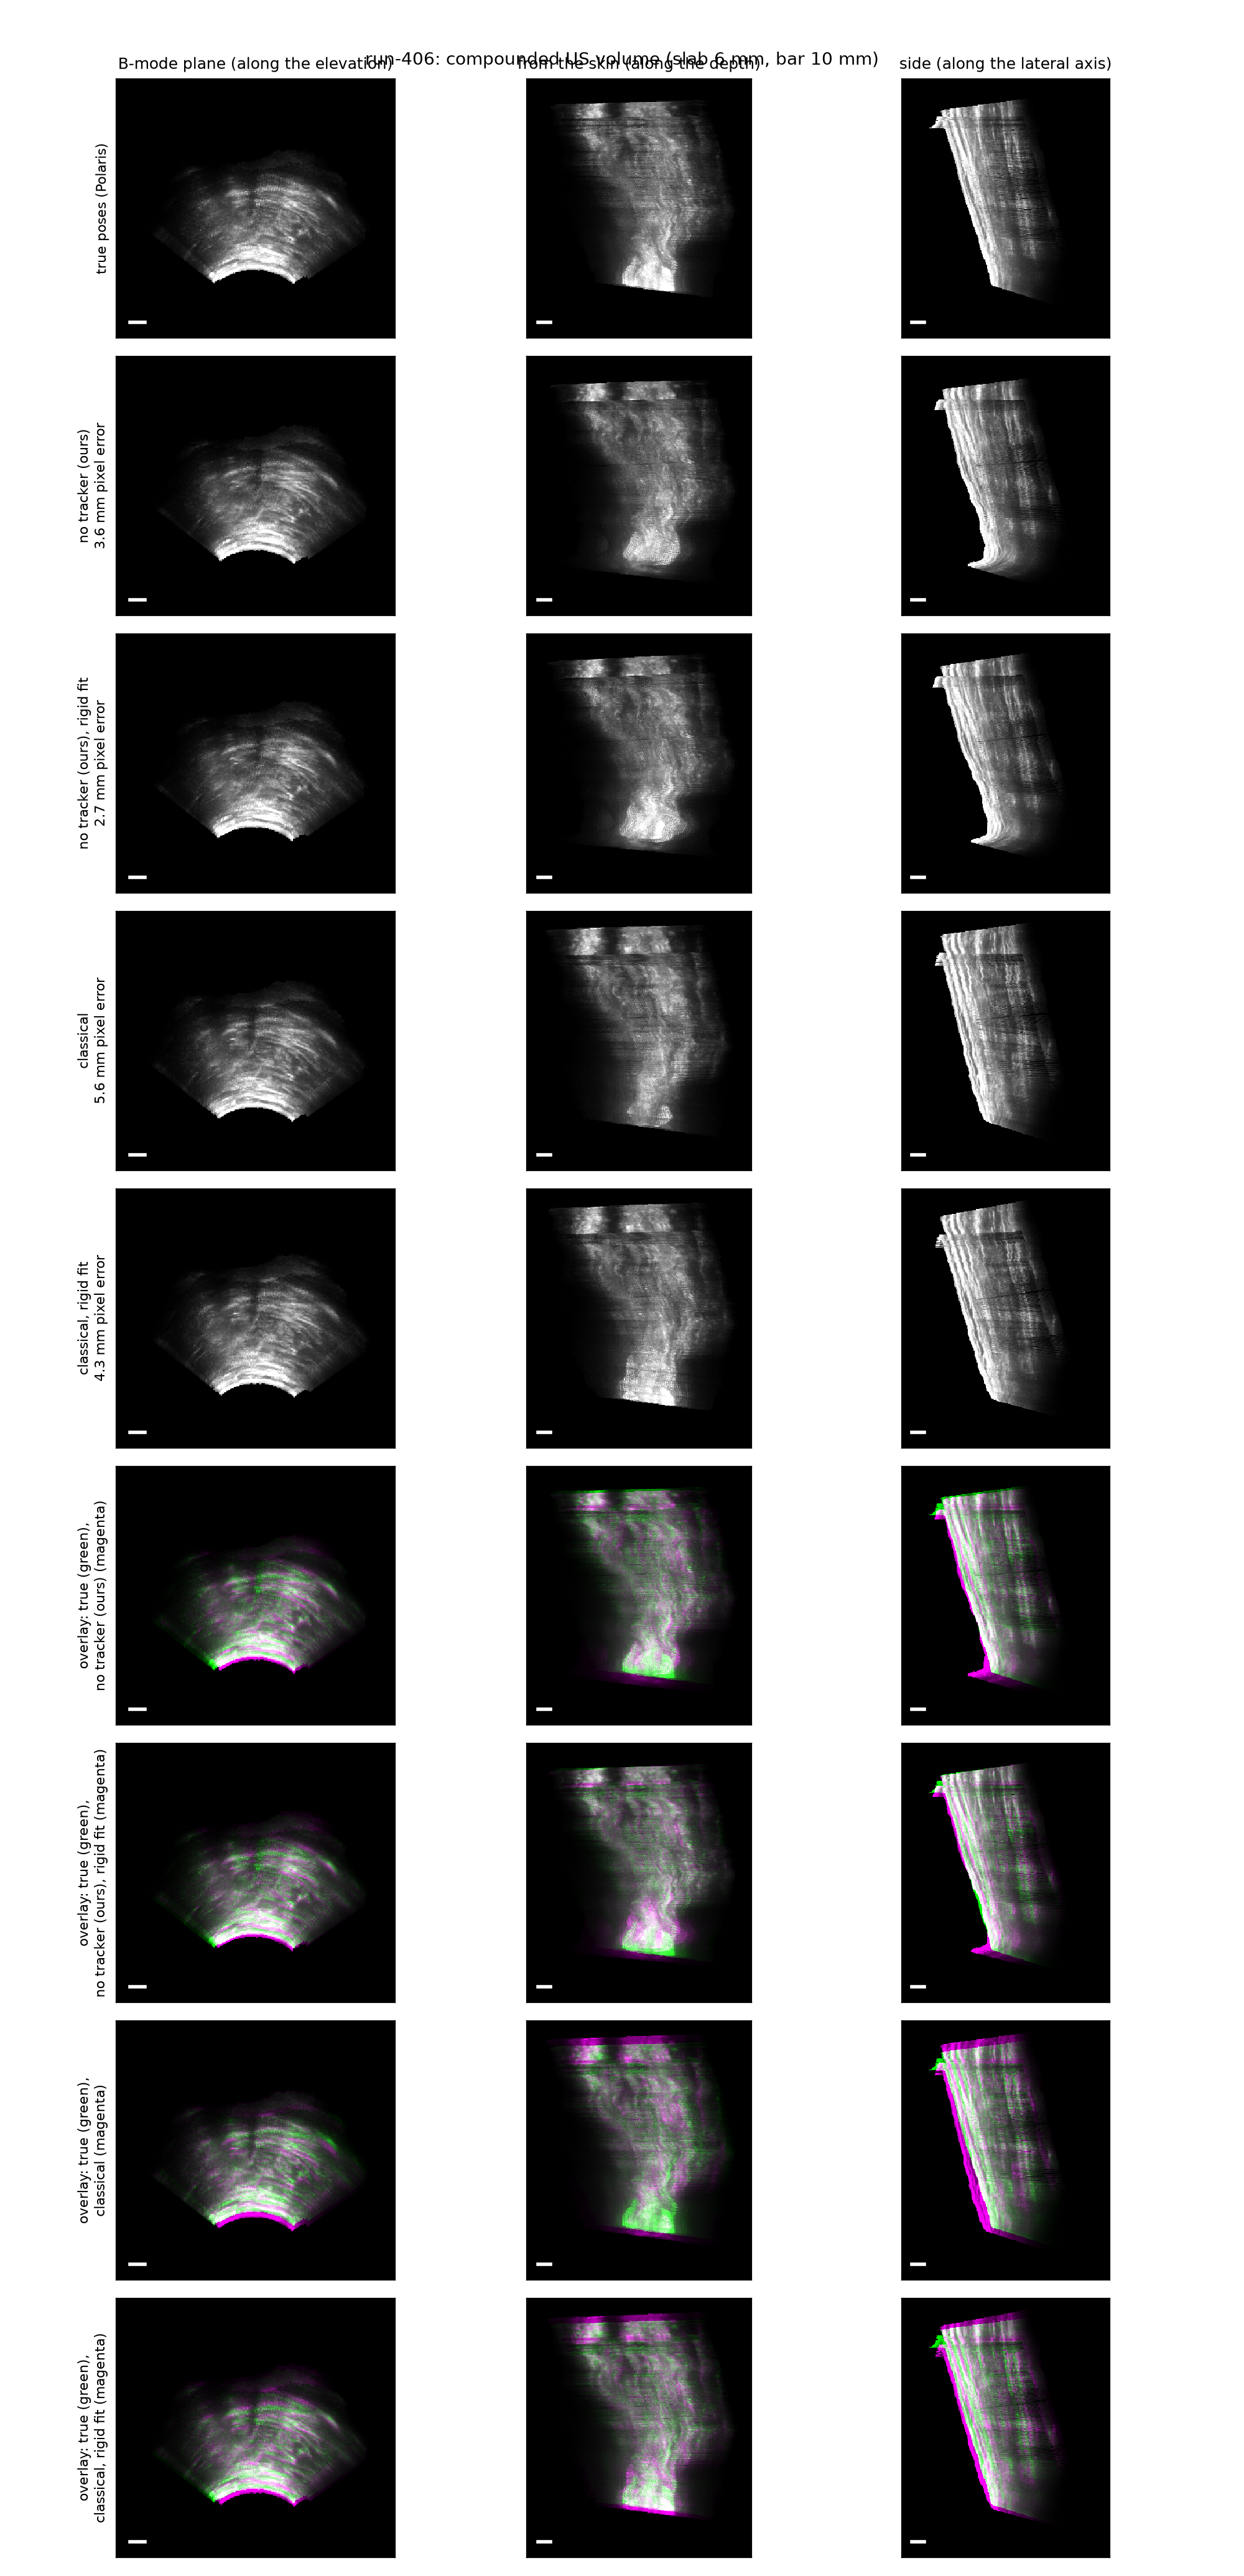 run-406: compounded US volume (slab 6 mm, bar 10 mm)
B-mode plane (along the elevation)
from the skin (along the depth)
side (along the lateral axis)
true poses (Polaris)
no tracker (ours)
3.6 mm pixel error
no tracker (ours), rigid fit
2.7 mm pixel error
classical
5.6 mm pixel error
classical, rigid fit
4.3 mm pixel error
overlay: true (green),
no tracker (ours) (magenta)
overlay: true (green),
no tracker (ours), rigid fit (magenta)
overlay: true (green),
classical (magenta)
overlay: true (green),
classical, rigid fit (magenta)